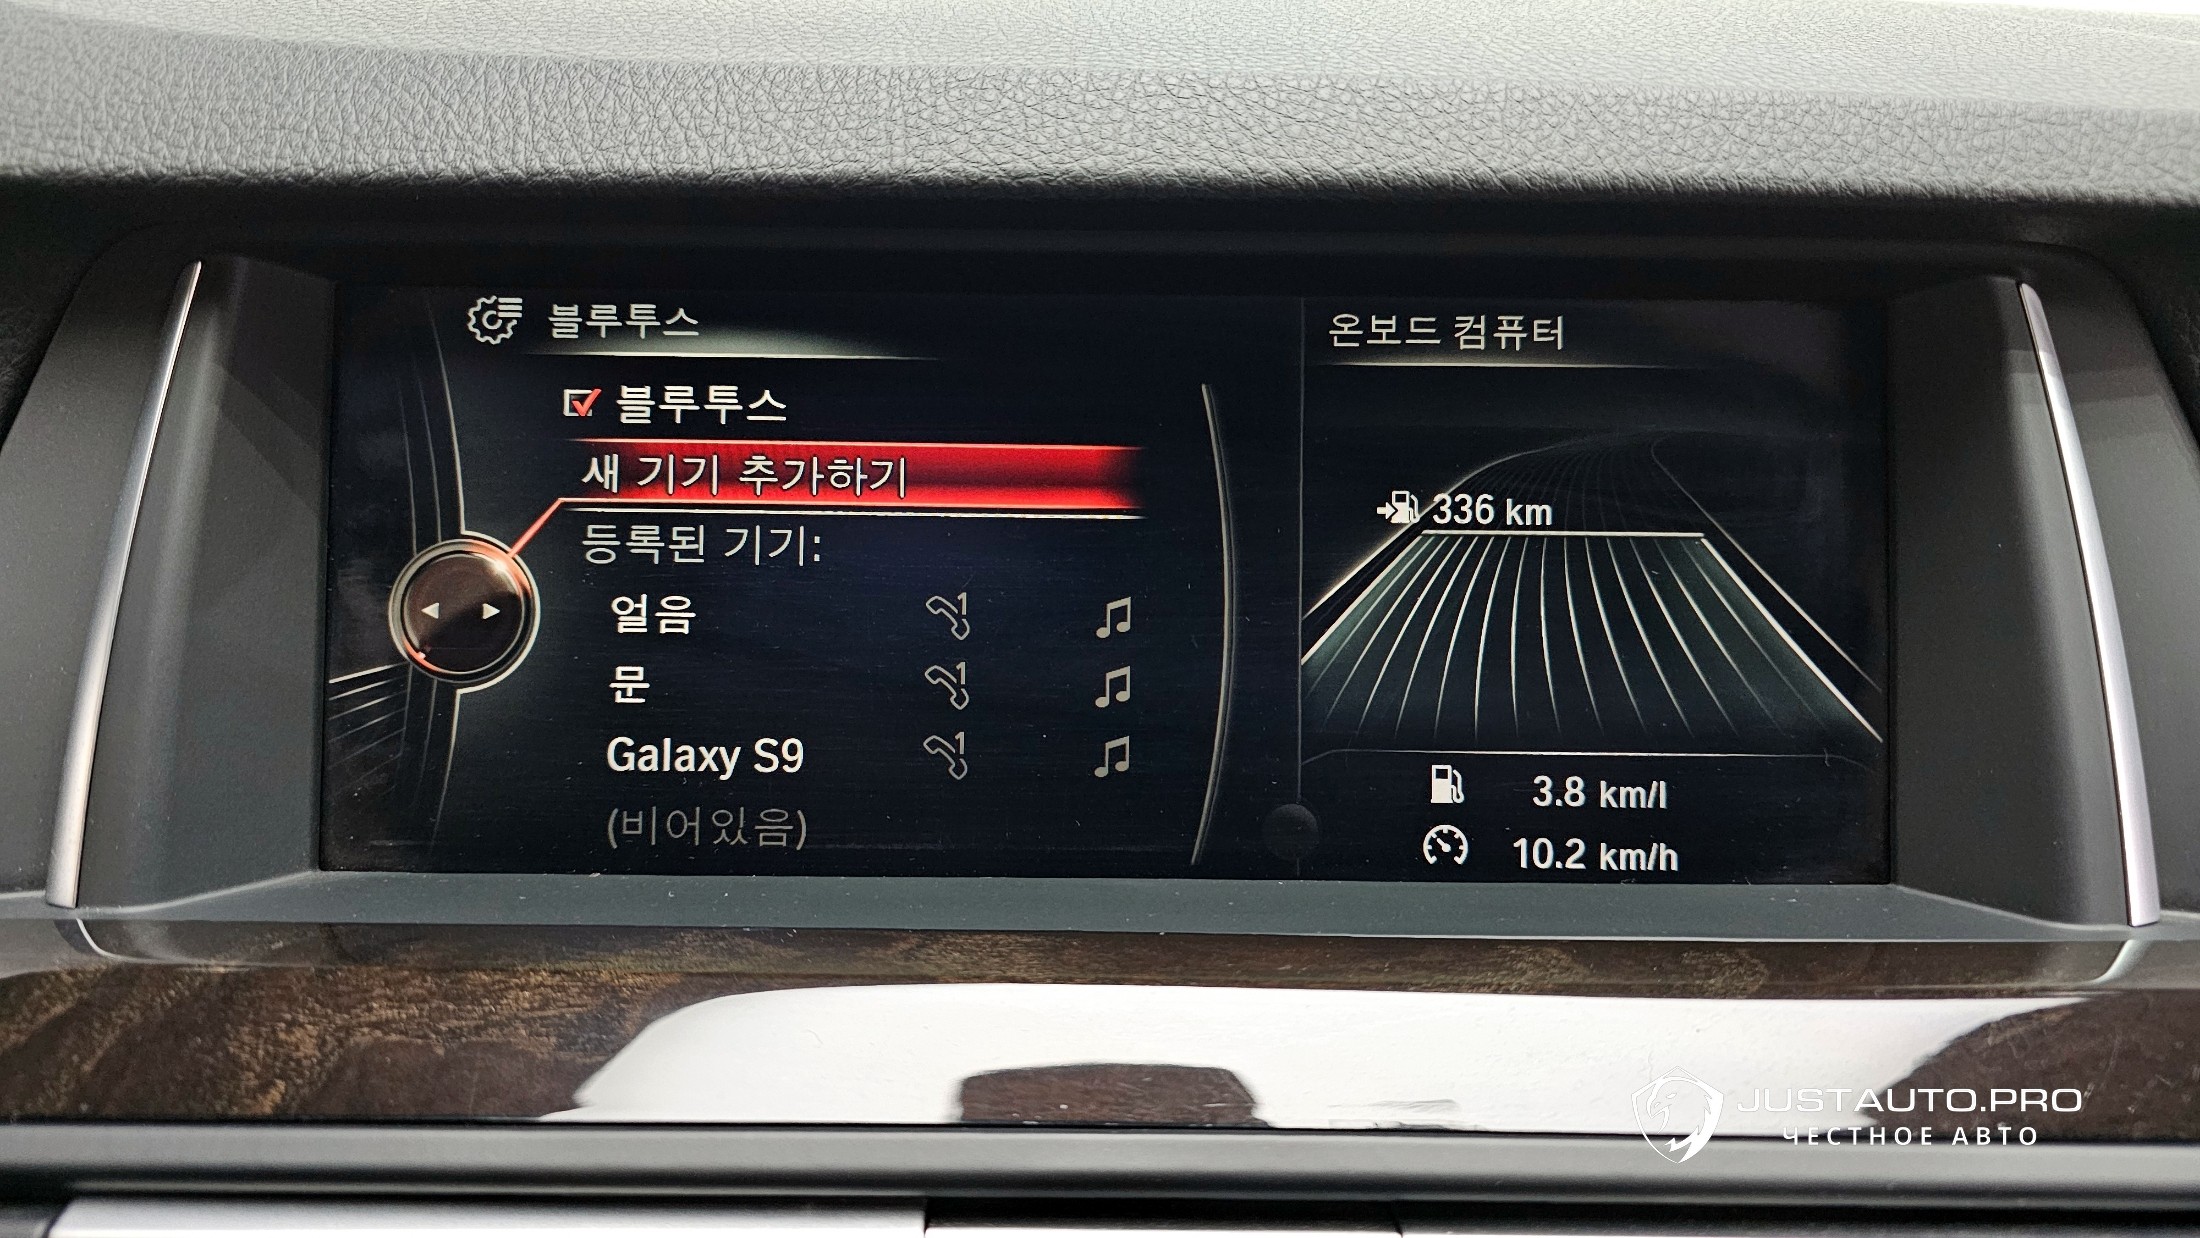 블루투스
블루투스
새 기기 추가하기
등록된 기기:
얼음
문
Galaxy S9
(비어있음)
온보드 컴퓨터
336 km
3.8 km/l
10.2 km/h
JUSTAUTO.PRO
ЧЕСТНОЕ АВТО